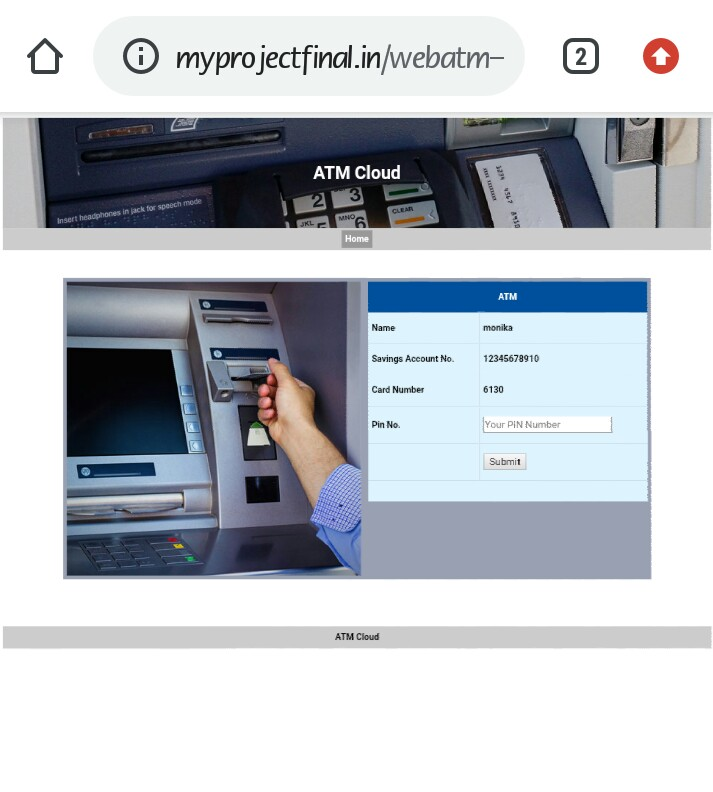 2
myprojectfinal.in/webatm–
ATM Cloud
Insert headphones in jack for speech mode
2 3
JKL MNO
6
CLEAR
1234 4567
Home
ATM
Name monika
Savings Account No. 12345678910
Card Number 6130
Pin No. Your PIN Number
Submit
ATM Cloud